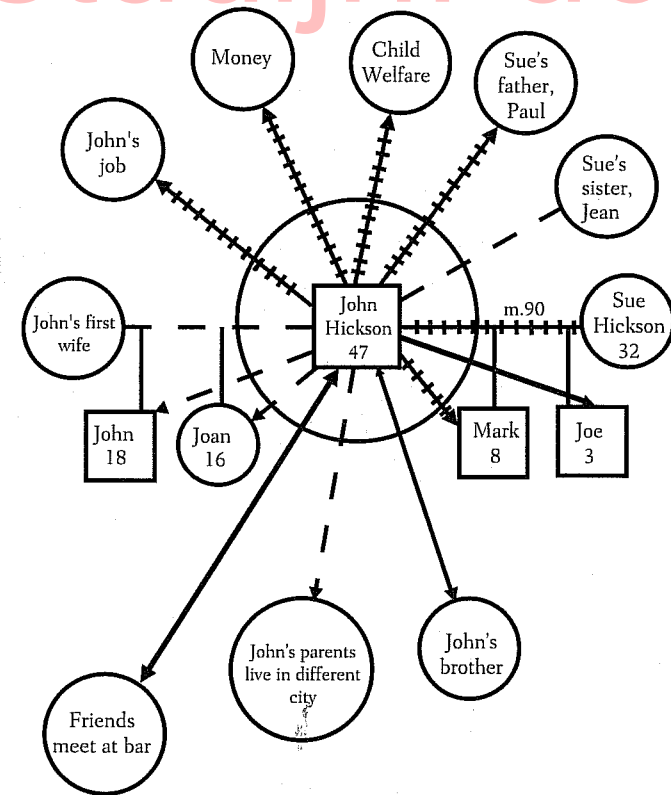 Money
Child
Welfare
Sue's
father,
Paul
John's
job
Sue's
sister,
Jean
John
Hickson
47
m.90
Sue
Hickson
32
John's first
wife
John
18
Joan
16
Mark
8
Joe
3
John's parents
live in different
city
John's
brother
Friends
meet at bar